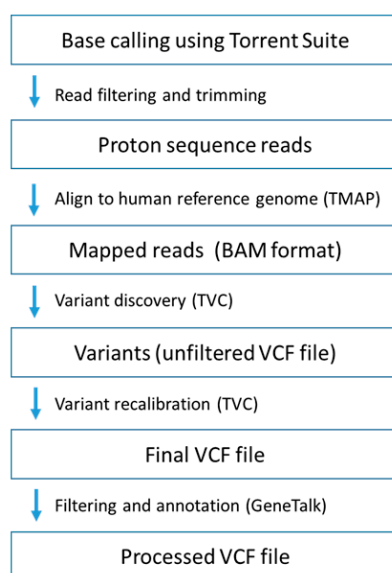 Base calling using Torrent Suite
Read filtering and trimming
Proton sequence reads
Align to human reference genome (TMAP)
Mapped reads (BAM format)
Variant discovery (TVC)
Variants (unfiltered VCF file)
Variant recalibration (TVC)
Final VCF file
Filtering and annotation (GeneTalk)
Processed VCF file